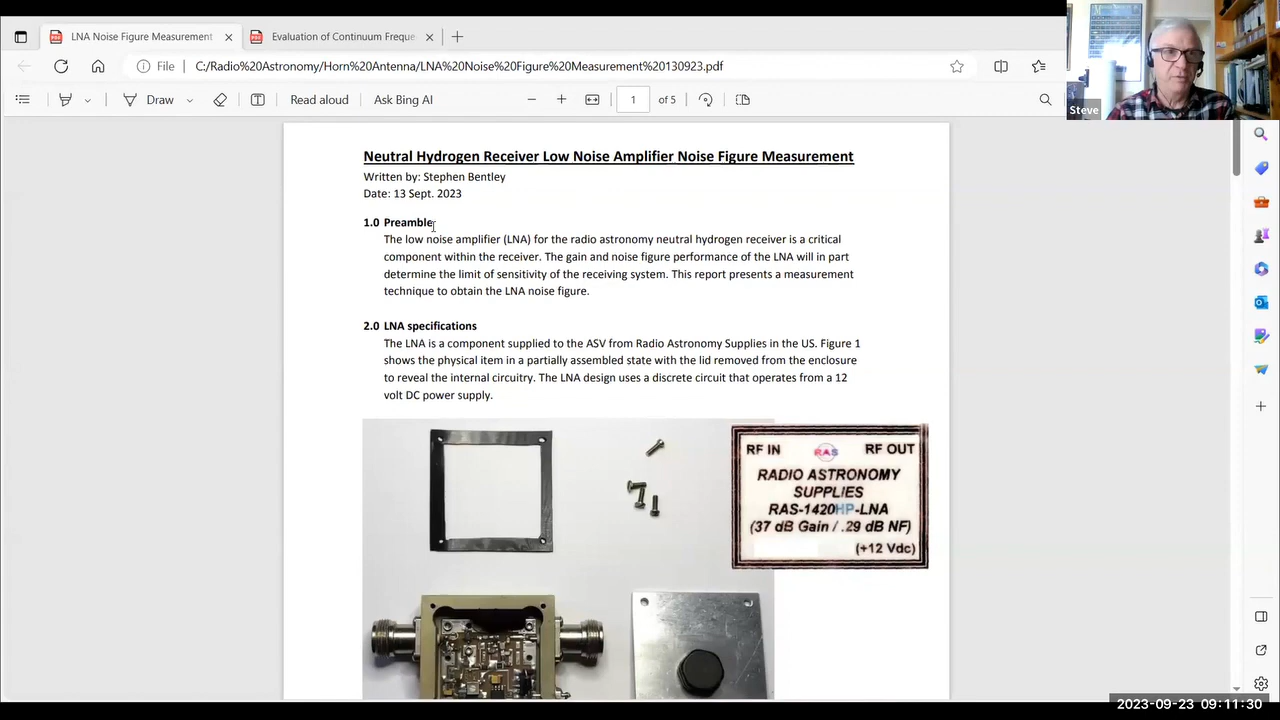 LNA Noise Figure Measurement
Evaluation of Continuum Freque
File
C:/Radio%20Astronomy/Horn%20Antenna/LNA%20Noise%20Figure%20Measurement%20130923.pdf
Draw
Read aloud
Ask Bing AI
1
of 5
Steve
Neutral Hydrogen Receiver Low Noise Amplifier Noise Figure Measurement
Written by: Stephen Bentley
Date: 13 Sept. 2023
1.0 Preamble
The low noise amplifier (LNA) for the radio astronomy neutral hydrogen receiver is a critical
component within the receiver. The gain and noise figure performance of the LNA will in part
determine the limit of sensitivity of the receiving system. This report presents a measurement
technique to obtain the LNA noise figure.
2.0 LNA specifications
The LNA is a component supplied to the ASV from Radio Astronomy Supplies in the US. Figure 1
shows the physical item in a partially assembled state with the lid removed from the enclosure
to reveal the internal circuitry. The LNA design uses a discrete circuit that operates from a 12
volt DC power supply.
RF IN RAS RF OUT
RADIO ASTRONOMY
SUPPLIES
RAS-1420HP-LNA
(37 dB Gain / .29 dB NF)
(+12 Vdc)
2023-09-23 09:11:30